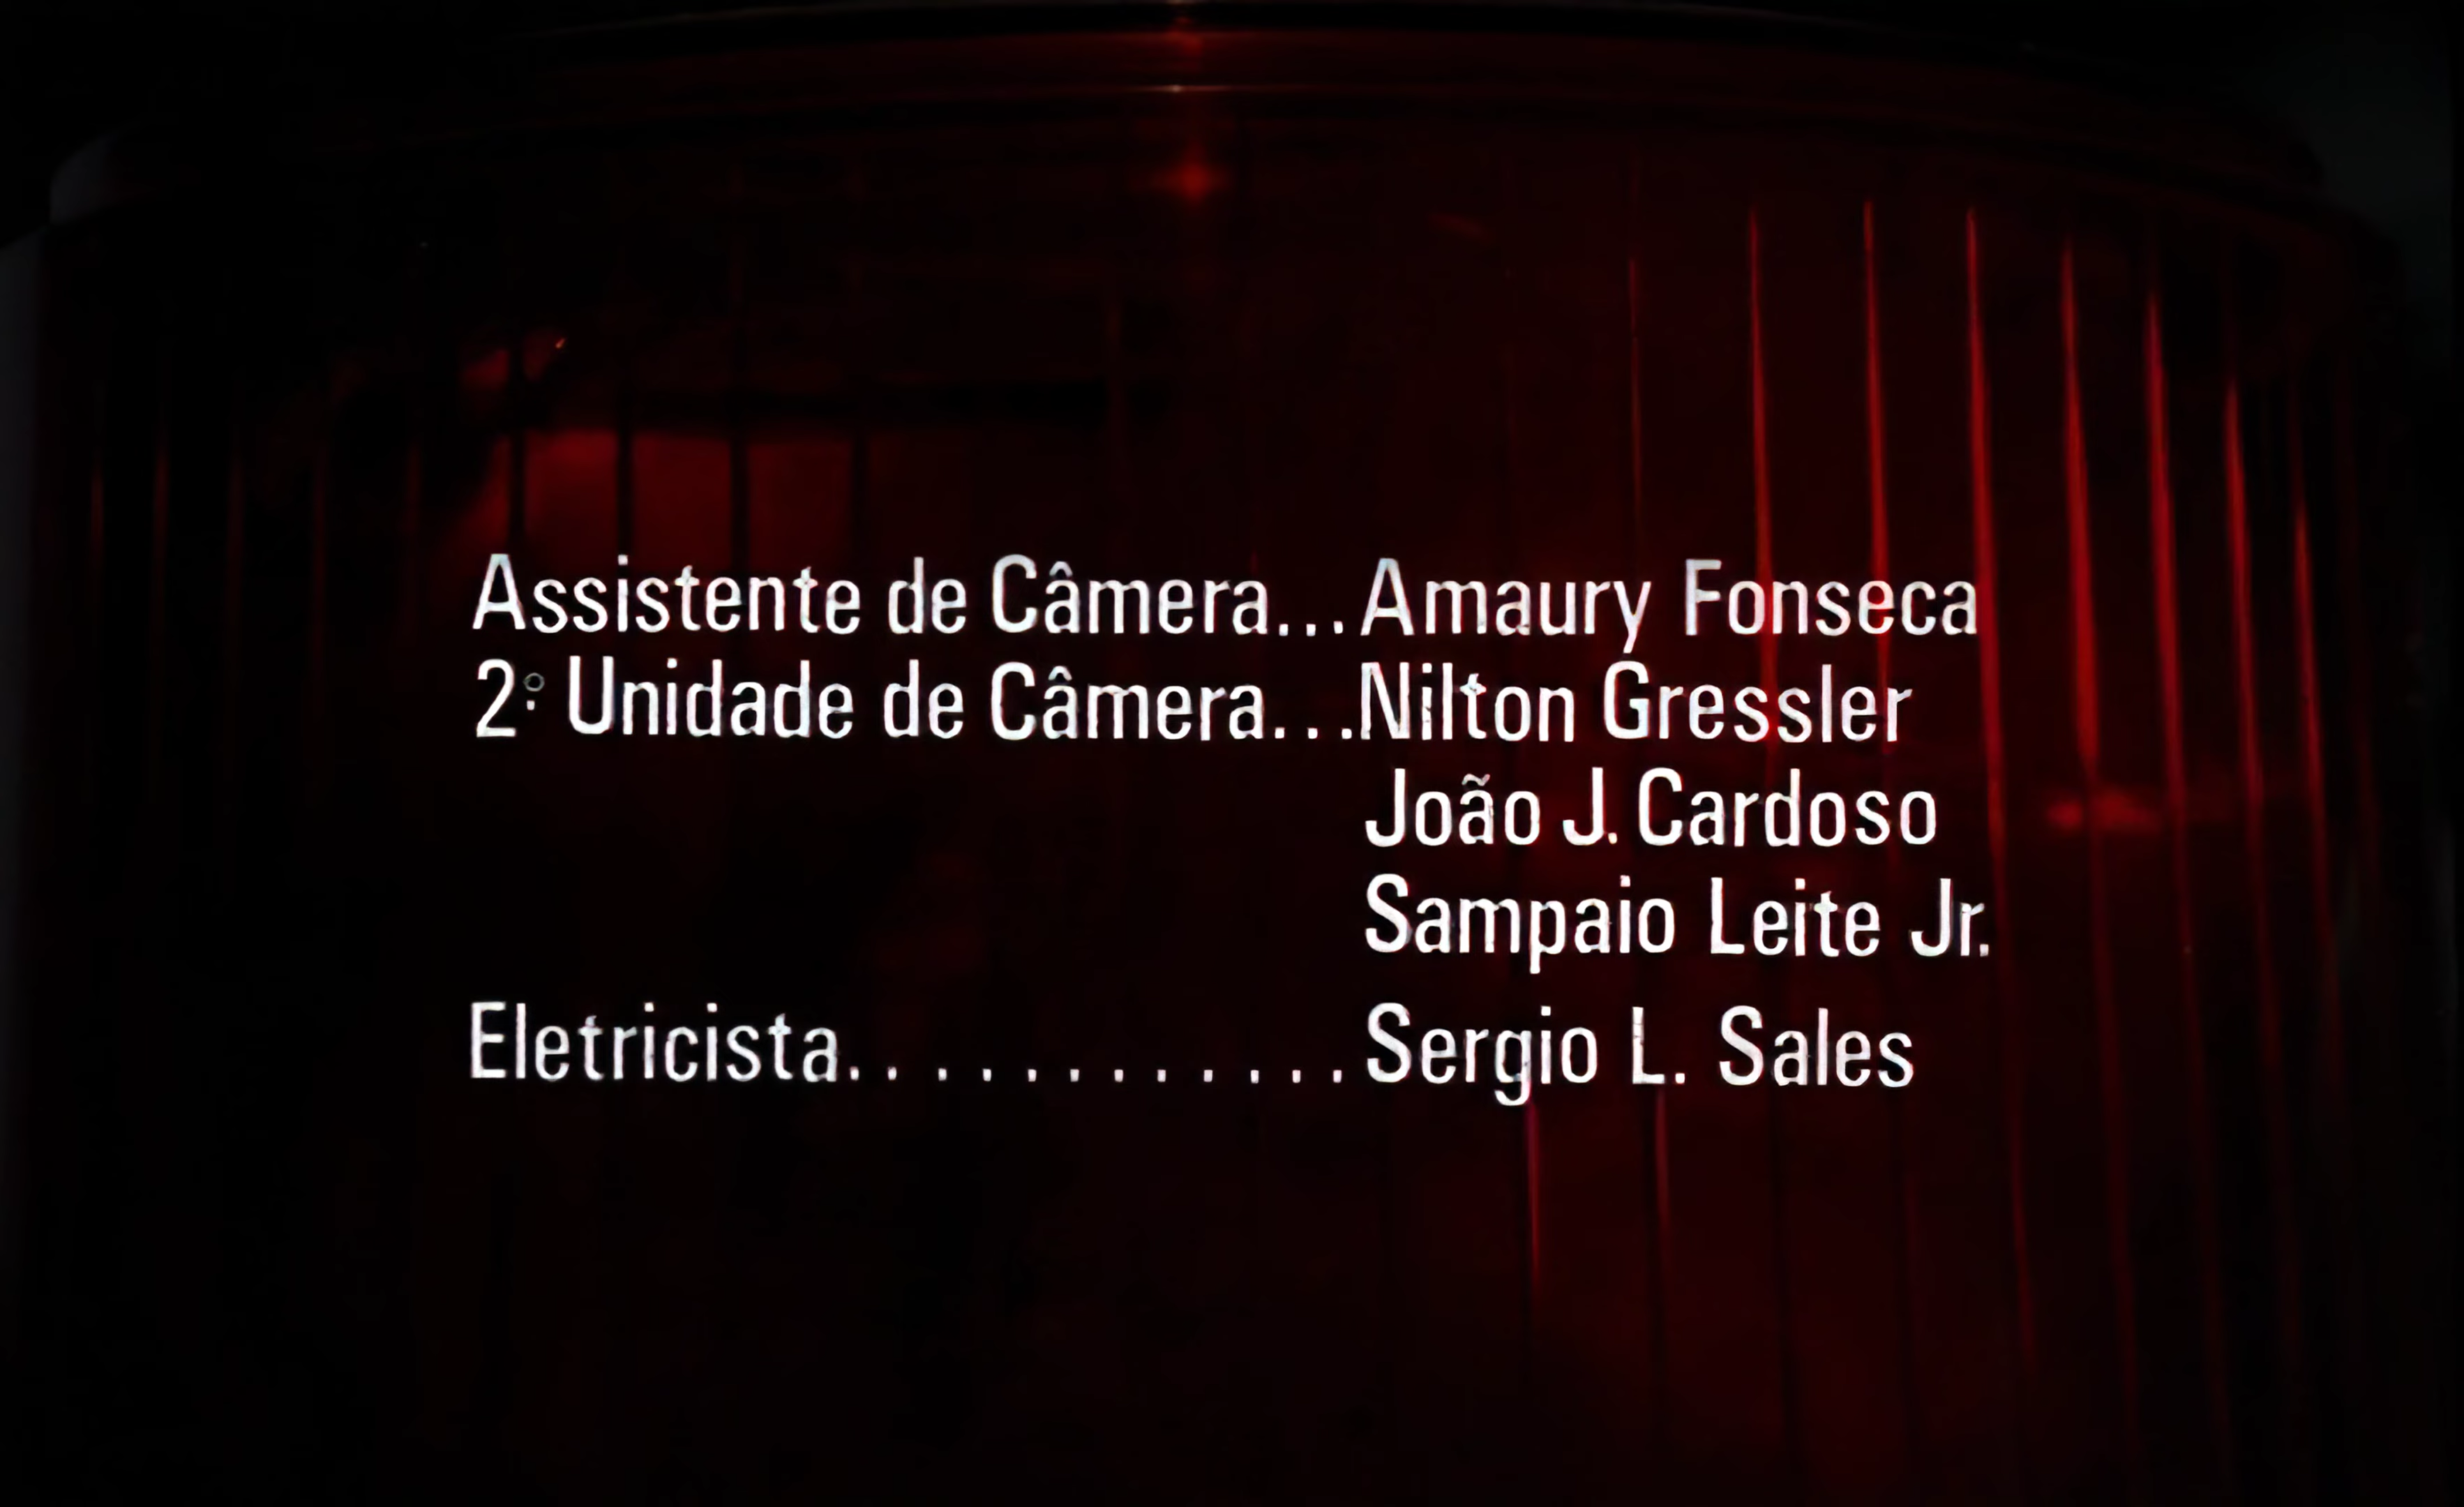 Assistente de Câmera...Amaury Fonseca
2º Unidade de Câmera...Nilton Gressler
João J. Cardoso
Sampaio Leite Jr.
Eletricista............Sergio L. Sales